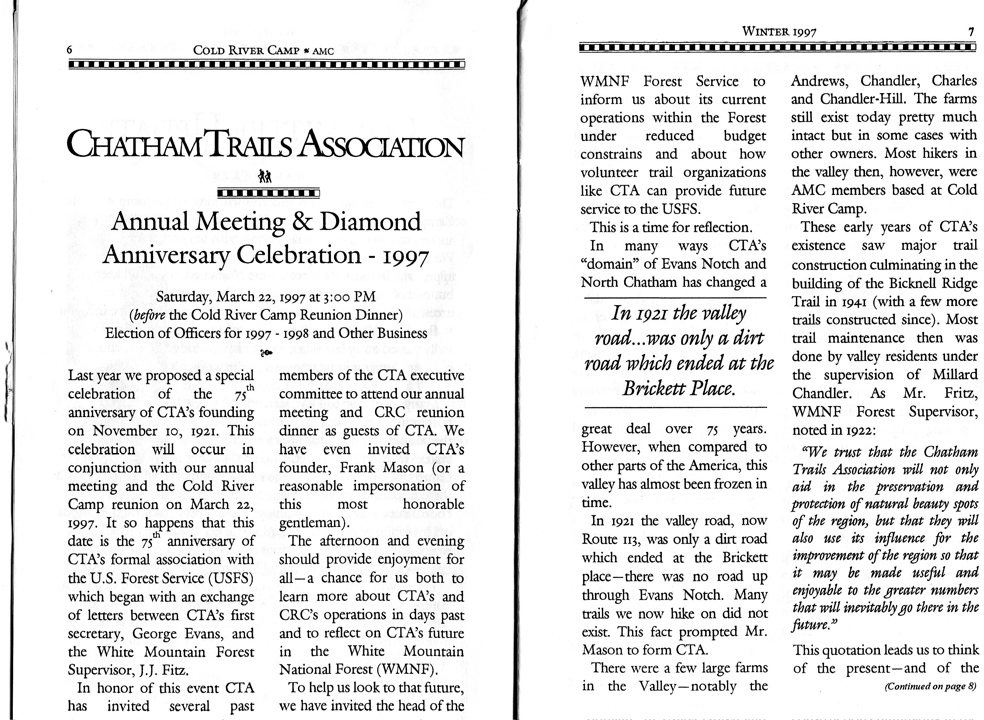 6
COLD RIVER CAMP * AMC
CHATHAM TRAILS ASSOCIATION
Annual Meeting & Diamond
Anniversary Celebration - 1997
Saturday, March 22, 1997 at 3:00 PM
(before the Cold River Camp Reunion Dinner)
Election of Officers for 1997 - 1998 and Other Business
Last year we proposed a special
celebration of the 75th
anniversary of CTA's founding
on November 10, 1921. This
celebration will occur in
conjunction with our annual
meeting and the Cold River
Camp reunion on March 22,
1997. It so happens that this
date is the 75th anniversary of
CTA's formal association with
the U.S. Forest Service (USFS)
which began with an exchange
of letters between CTA's first
secretary, George Evans, and
the White Mountain Forest
Supervisor, J.J. Fitz.
In honor of this event CTA
has invited several past
members of the CTA executive
committee to attend our annual
meeting and CRC reunion
dinner as guests of CTA. We
have even invited CTA's
founder, Frank Mason (or a
reasonable impersonation of
this most honorable
gentleman).
The afternoon and evening
should provide enjoyment for
all—a chance for us both to
learn more about CTA's and
CRC's operations in days past
and to reflect on CTA's future
in the White Mountain
National Forest (WMNF).
To help us look to that future,
we have invited the head of the
WINTER 1997
7
WMNF Forest Service to
inform us about its current
operations within the Forest
under reduced budget
constrains and about how
volunteer trail organizations
like CTA can provide future
service to the USFS.
This is a time for reflection.
In many ways CTA's
"domain" of Evans Notch and
North Chatham has changed a
In 1921 the valley
road...was only a dirt
road which ended at the
Brickett Place.
great deal over 75 years.
However, when compared to
other parts of the America, this
valley has almost been frozen in
time.
In 1921 the valley road, now
Route 113, was only a dirt road
which ended at the Brickett
place—there was no road up
through Evans Notch. Many
trails we now hike on did not
exist. This fact prompted Mr.
Mason to form CTA.
There were a few large farms
in the Valley—notably the
Andrews, Chandler, Charles
and Chandler-Hill. The farms
still exist today pretty much
intact but in some cases with
other owners. Most hikers in
the valley then, however, were
AMC members based at Cold
River Camp.
These early years of CTA's
existence saw major trail
construction culminating in the
building of the Bicknell Ridge
Trail in 1941 (with a few more
trails constructed since). Most
trail maintenance then was
done by valley residents under
the supervision of Millard
Chandler. As Mr. Fritz,
WMNF Forest Supervisor,
noted in 1922:
"We trust that the Chatham
Trails Association will not only
aid in the preservation and
protection of natural beauty spots
of the region, but that they will
also use its influence for the
improvement of the region so that
it may be made useful and
enjoyable to the greater numbers
that will inevitably go there in the
future."
This quotation leads us to think
of the present—and of the
(Continued on page 8)